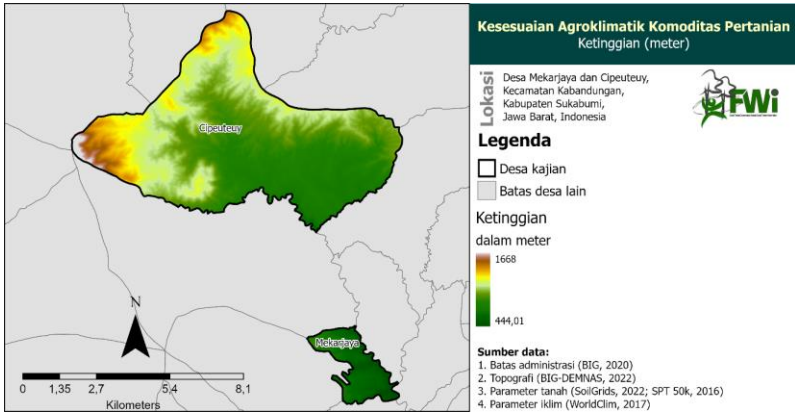 Kesesuaian Agroklimatik Komoditas Pertanian
Ketinggian (meter)
Lokasi
Desa Mekarjaya dan Cipeuteuy,
Kecamatan Kabandungan,
Kabupaten Sukabumi,
Jawa Barat, Indonesia
FWi
Legenda
Desa kajian
Batas desa lain
Ketinggian
dalam meter
1668
444,01
Sumber data:
1. Batas administrasi (BIG, 2020)
2. Topografi (BIG-DEMNAS, 2022)
3. Parameter tanah (SoilGrids, 2022; SPT 50k, 2016)
4. Parameter iklim (WorldClim, 2017)
Cipeuteuy
Mekarjaya
N
0 1,35 2,7 5,4 8,1
Kilometers